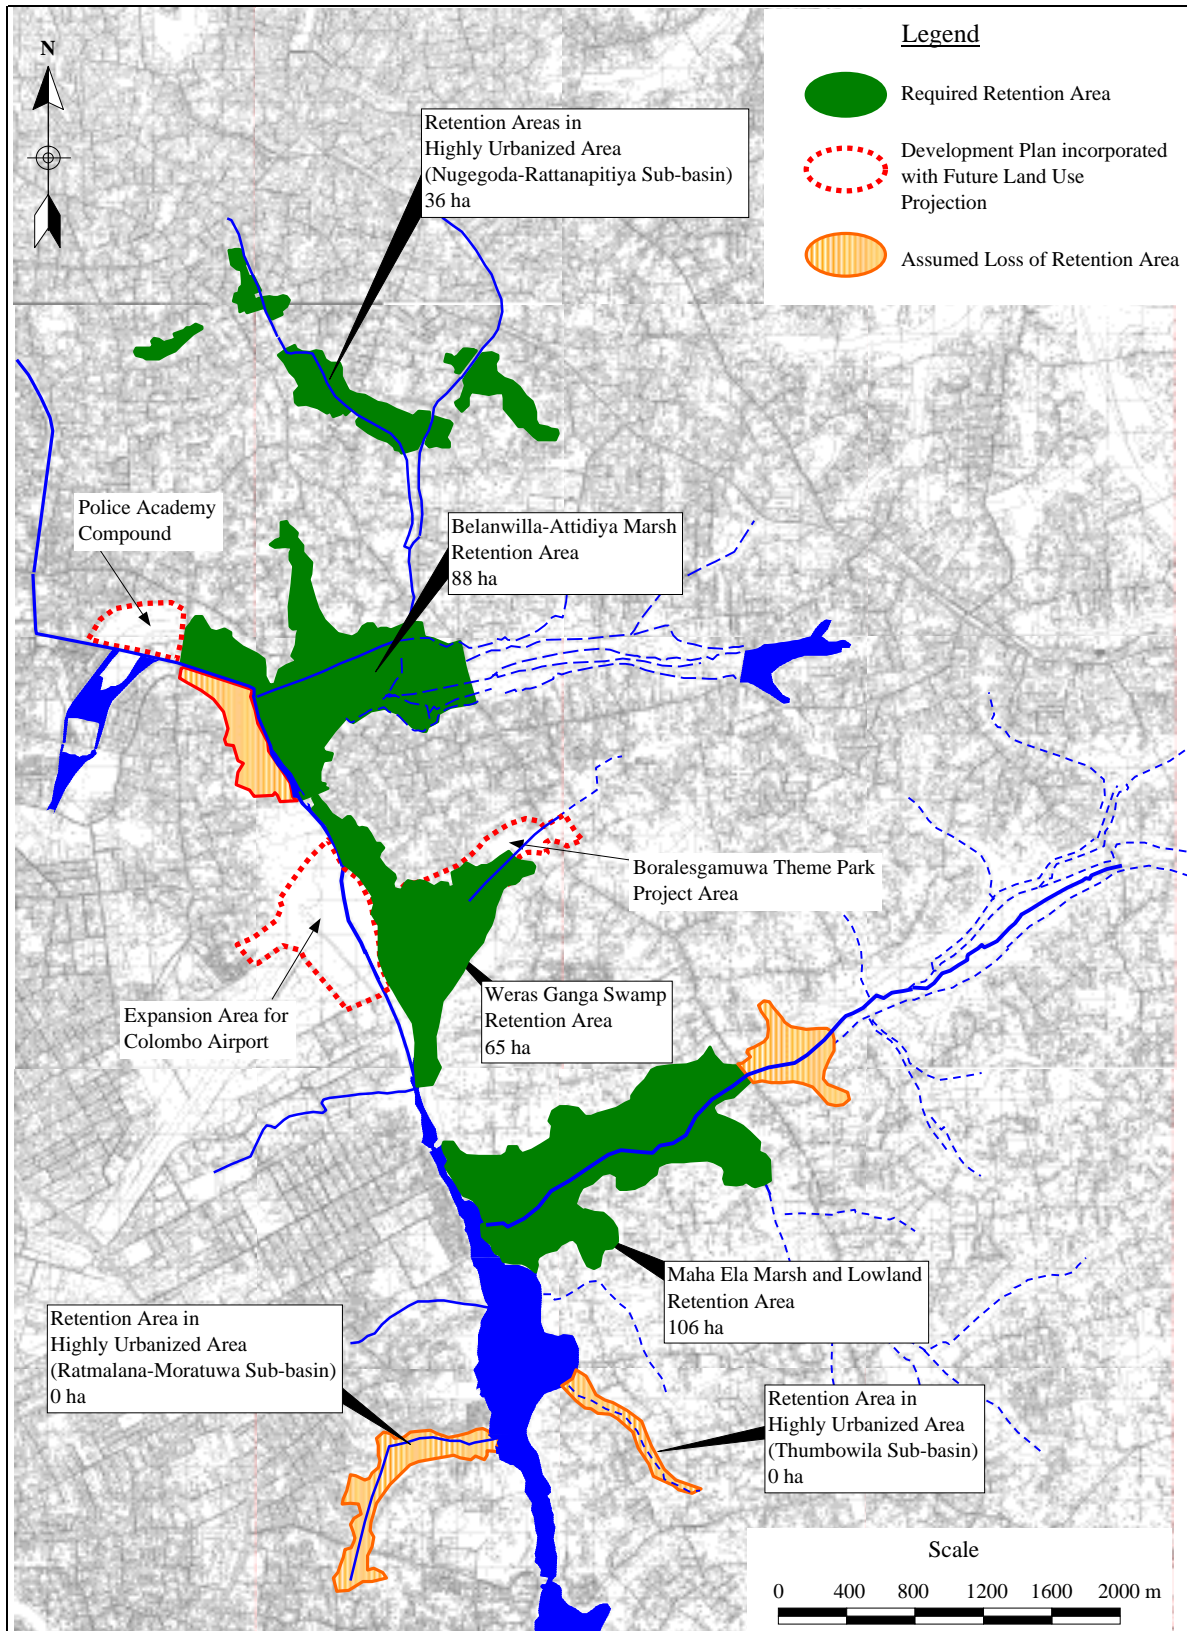 N
Legend
Required Retention Area
Development Plan incorporated
with Future Land Use
Projection
Assumed Loss of Retention Area
Retention Areas in
Highly Urbanized Area
(Nugegoda-Rattanapitiya Sub-basin)
36 ha
Police Academy
Compound
Belanwilla-Attidiya Marsh
Retention Area
88 ha
Boralesgamuwa Theme Park
Project Area
Weras Ganga Swamp
Retention Area
65 ha
Expansion Area for
Colombo Airport
Maha Ela Marsh and Lowland
Retention Area
106 ha
Retention Area in
Highly Urbanized Area
(Ratmalana-Moratuwa Sub-basin)
0 ha
Retention Area in
Highly Urbanized Area
(Thumbowila Sub-basin)
0 ha
Scale
0 400 800 1200 1600 2000 m